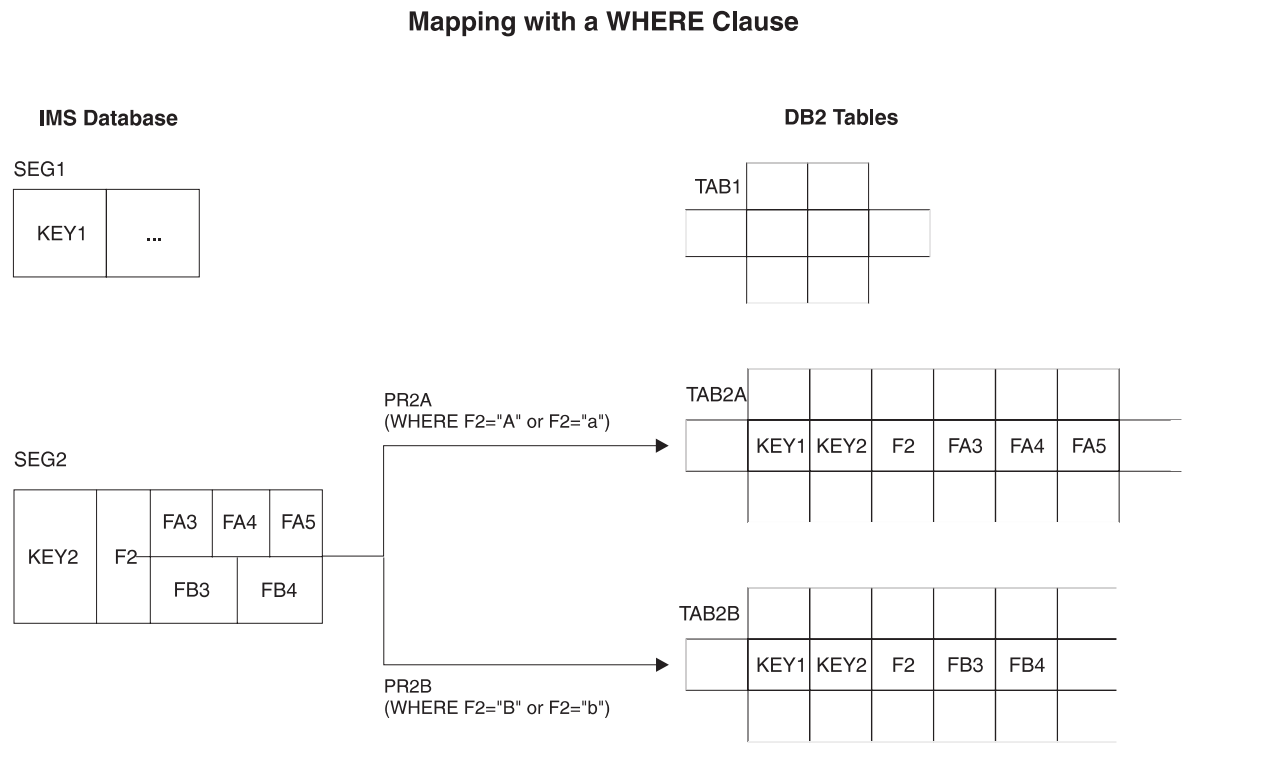 Mapping with a WHERE Clause
IMS Database
DB2 Tables
SEG1
KEY1 ...
TAB1
PR2A
(WHERE F2="A" or F2="a")
TAB2A
KEY1 KEY2 F2 FA3 FA4 FA5
SEG2
KEY2 F2 FA3 FA4 FA5
FB3 FB4
TAB2B
KEY1 KEY2 F2 FB3 FB4
PR2B
(WHERE F2="B" or F2="b")